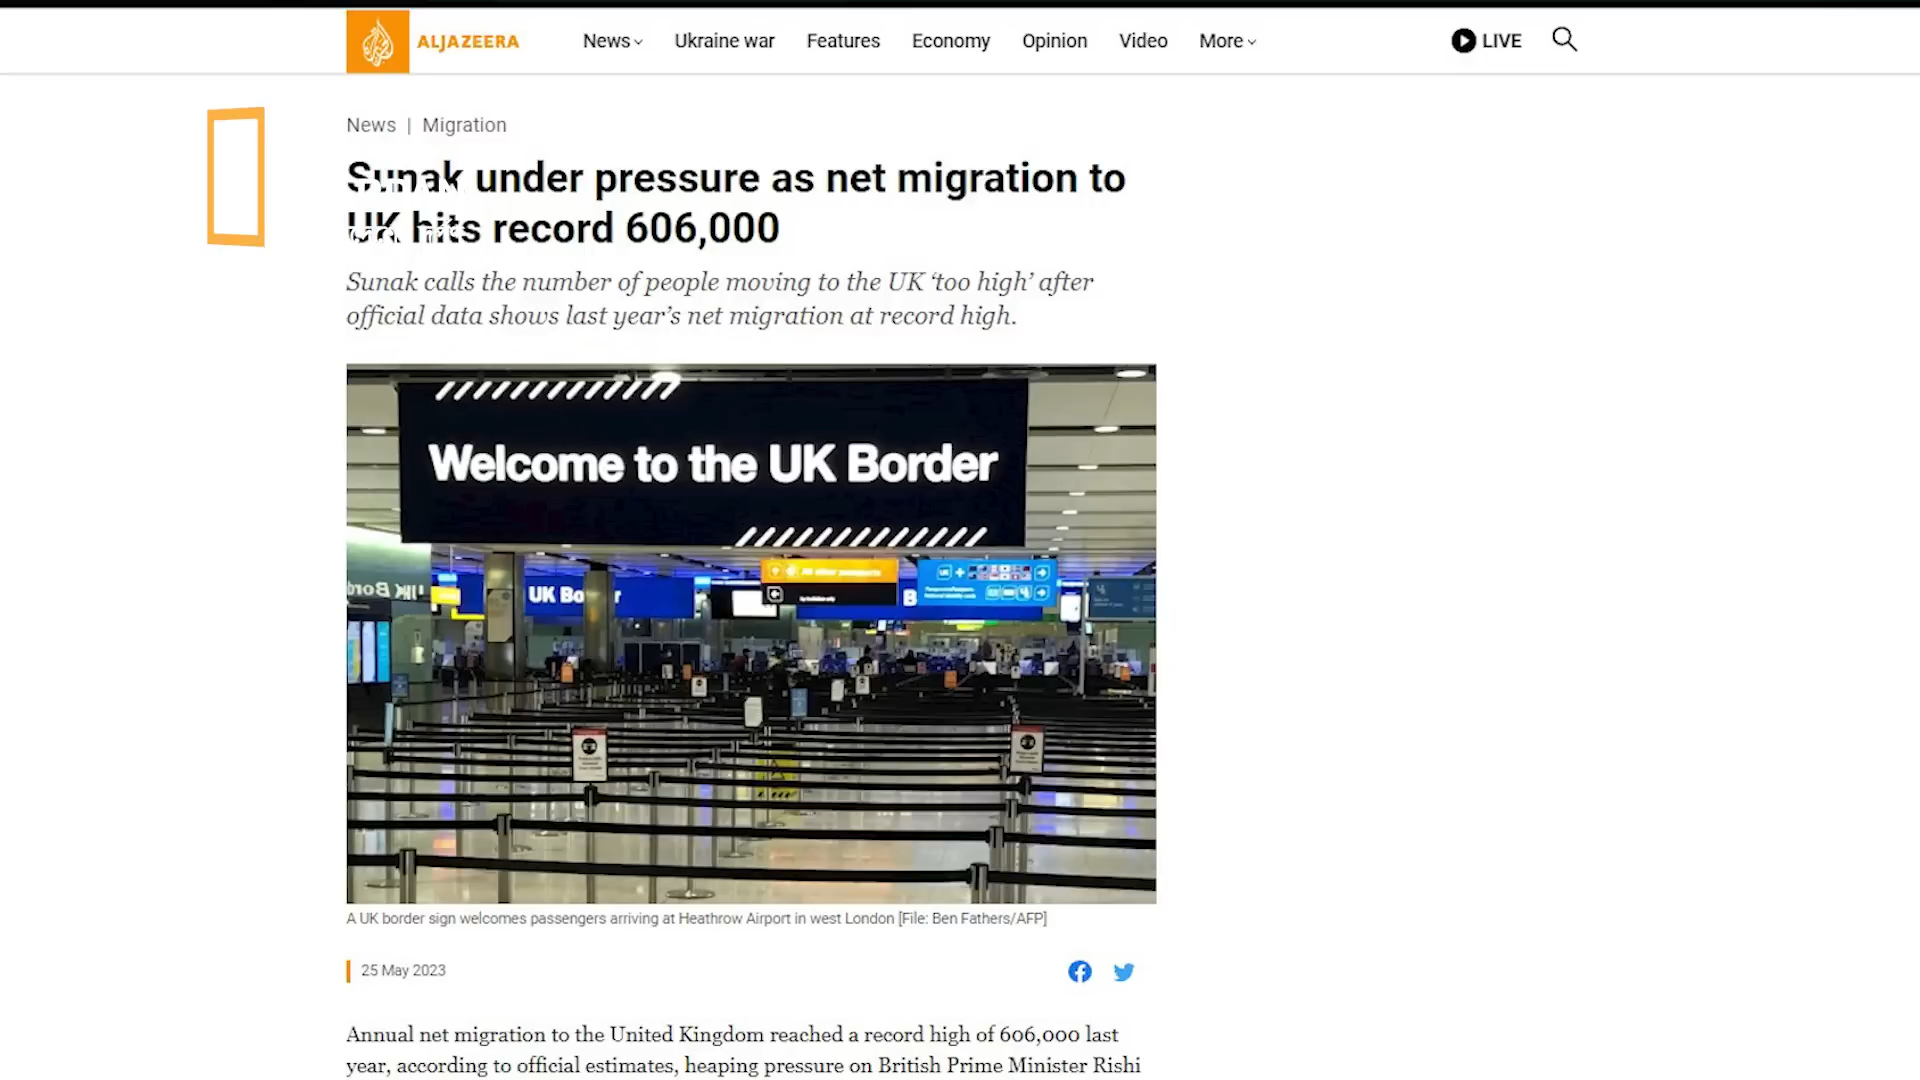 ALJAZEERA
News
Ukraine war
Features
Economy
Opinion
Video
More
LIVE
News | Migration
Sunak under pressure as net migration to
UK hits record 606,000
Sunak calls the number of people moving to the UK ‘too high’ after
official data shows last year’s net migration at record high.
Welcome to the UK Border
UK Bo
r
B
All other passports
A UK border sign welcomes passengers arriving at Heathrow Airport in west London [File: Ben Fathers/AFP]
25 May 2023
Annual net migration to the United Kingdom reached a record high of 606,000 last
year, according to official estimates, heaping pressure on British Prime Minister Rishi